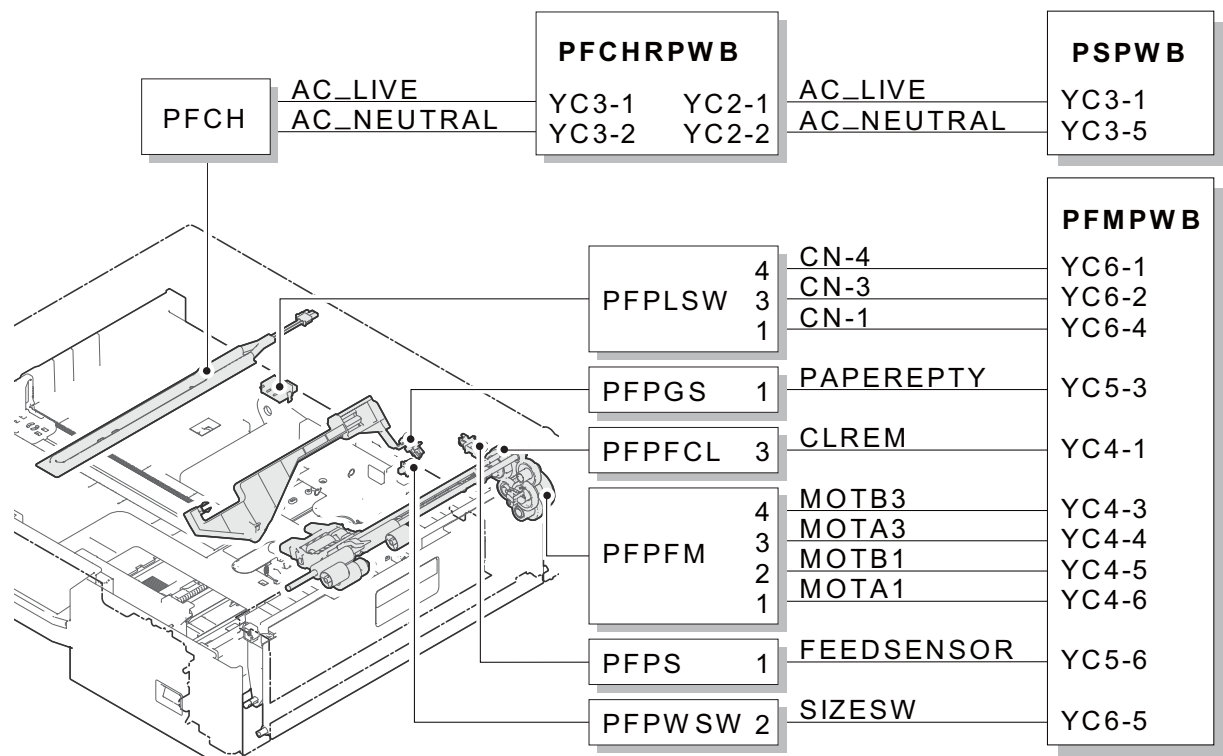 PFCHRPWB
PSPWB
PFCH
AC_LIVE
AC_NEUTRAL
YC3-1 YC2-1
YC3-2 YC2-2
AC_LIVE
AC_NEUTRAL
YC3-1
YC3-5
PFMPWB
PFPLSW
4 CN-4 YC6-1
3 CN-3 YC6-2
1 CN-1 YC6-4
PFPGS 1 PAPEREPTY YC5-3
PFPFCL 3 CLREM YC4-1
PFPFM
4 MOTB3 YC4-3
3 MOTA3 YC4-4
2 MOTB1 YC4-5
1 MOTA1 YC4-6
PFPS 1 FEEDSENSOR YC5-6
PFPWSW 2 SIZESW YC6-5